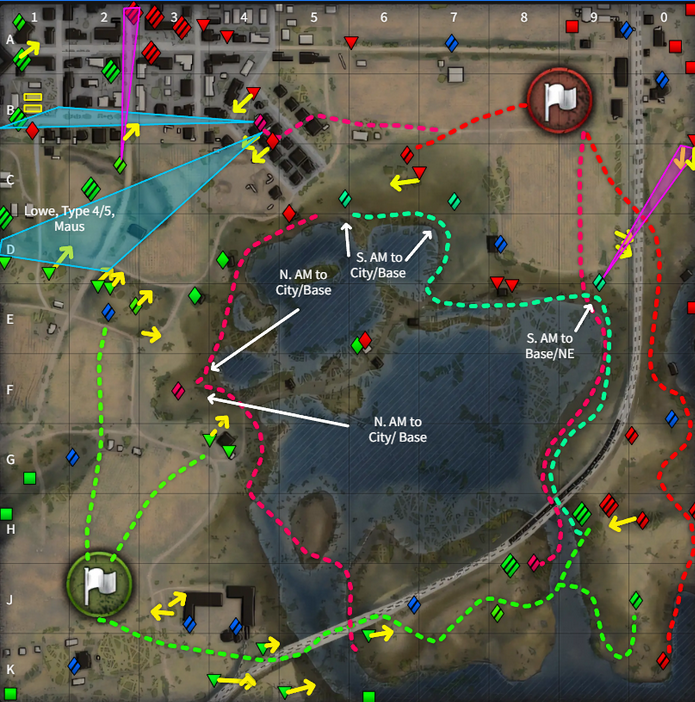 1 2 3 4 5 6 7 8 9 0
A
B
C
Lowe, Type 4/5,
Maus
D
S. AM to
City/Base
N. AM to
City/Base
E
S. AM to
Base/NE
F
N. AM to
City/ Base
G
H
J
K